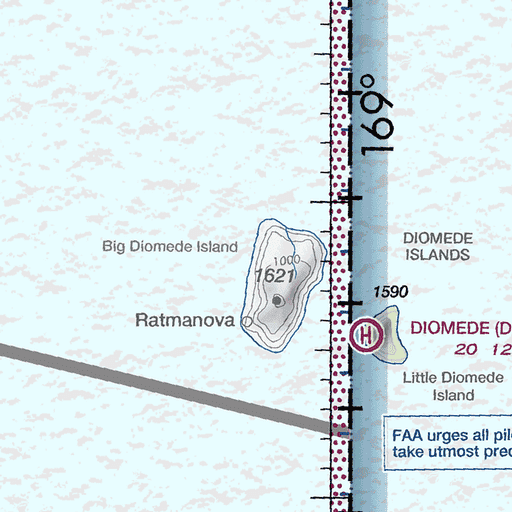 169°
Big Diomede Island
DIOMEDE
ISLANDS
1000
1621
1590
Ratmanova
H
DIOMEDE (D
20 12
Little Diomede
Island
FAA urges all pil
take utmost prec